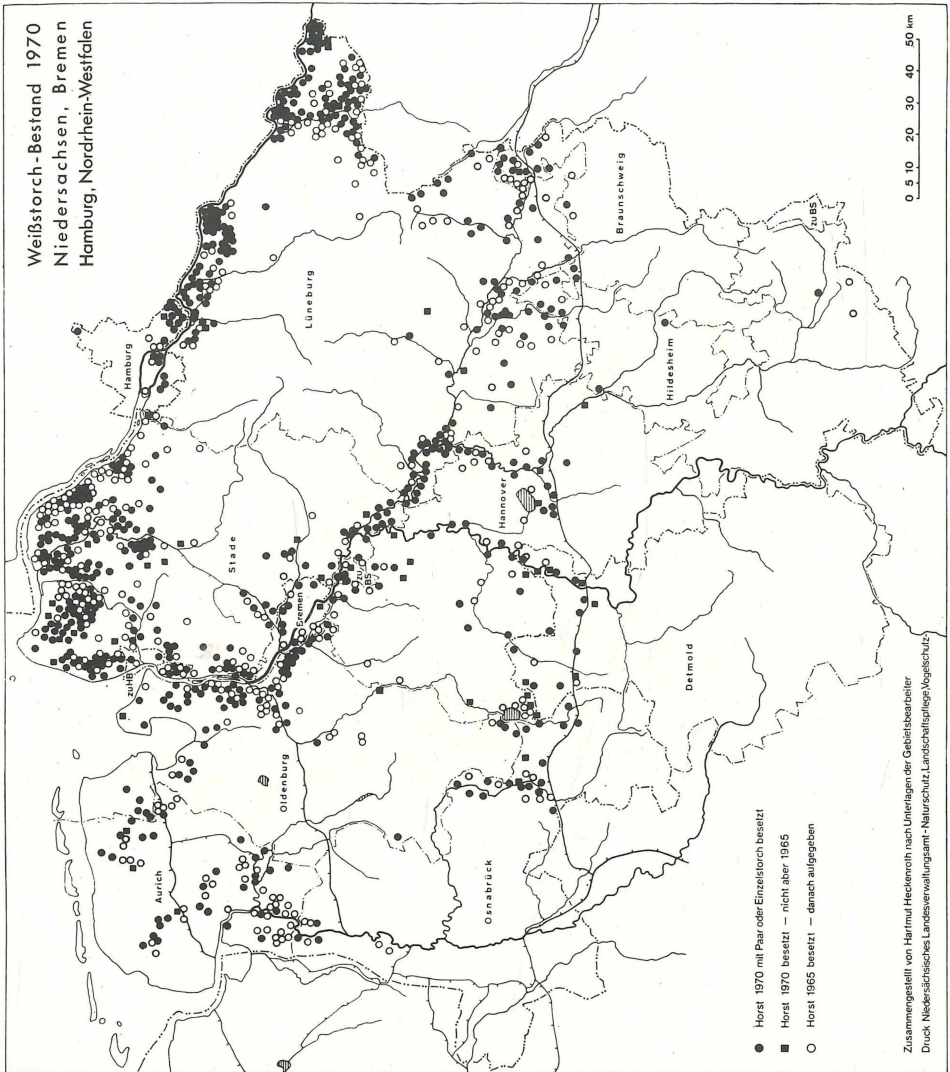 Weißstorch-Bestand 1970
Niedersachsen, Bremen
Hamburg, Nordrhein-Westfalen
Hamburg
Lüneburg
Stade
zuHB
Bremen
zu BS
Aurich
Oldenburg
Hannover
Braunschweig
Hildesheim
zuBS
Osnabrück
Detmold
0 5 10 20 30 40 50 km
● Horst 1970 mit Paar oder Einzelstorch besetzt
■ Horst 1970 besetzt – nicht aber 1965
○ Horst 1965 besetzt – danach aufgegeben
Zusammengestellt von Hartmut Heckenroth nach Unterlagen der Gebietsbearbeiter
Druck Niedersächsisches Landesverwaltungsamt - Naturschutz, Landschaftspflege, Vogelschutz-